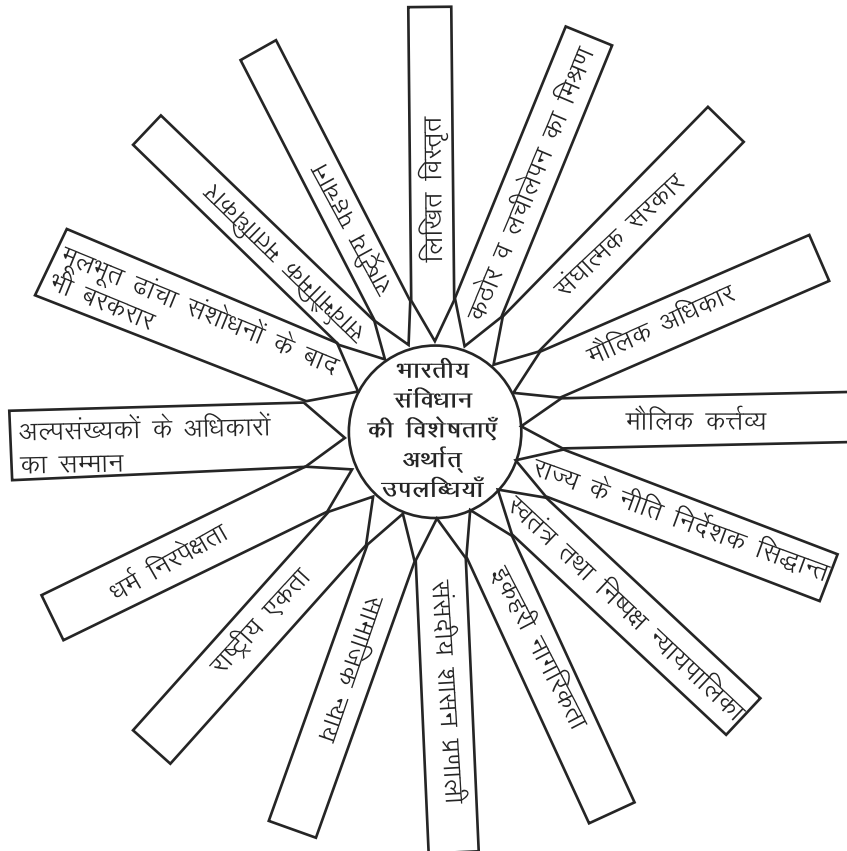 भारतीय
संविधान
की विशेषताएँ
अर्थात्
उपलब्धियाँ
लिखित विस्तृत
कठोर व लचीलेपन का मिश्रण
संघात्मक सरकार
मौलिक अधिकार
मौलिक कर्त्तव्य
राज्य के नीति निर्देशक सिद्धान्त
स्वतंत्र तथा निष्पक्ष न्यायपालिका
इकहरी नागरिकता
संसदीय शासन प्रणाली
सामाजिक न्याय
राष्ट्रीय एकता
धर्म निरपेक्षता
अल्पसंख्यकों के अधिकारों
का सम्मान
मूलभूत ढांचा संशोधनों के बाद
भी बरकरार
सार्वभौमिक मताधिकार
राष्ट्रीय पहचान